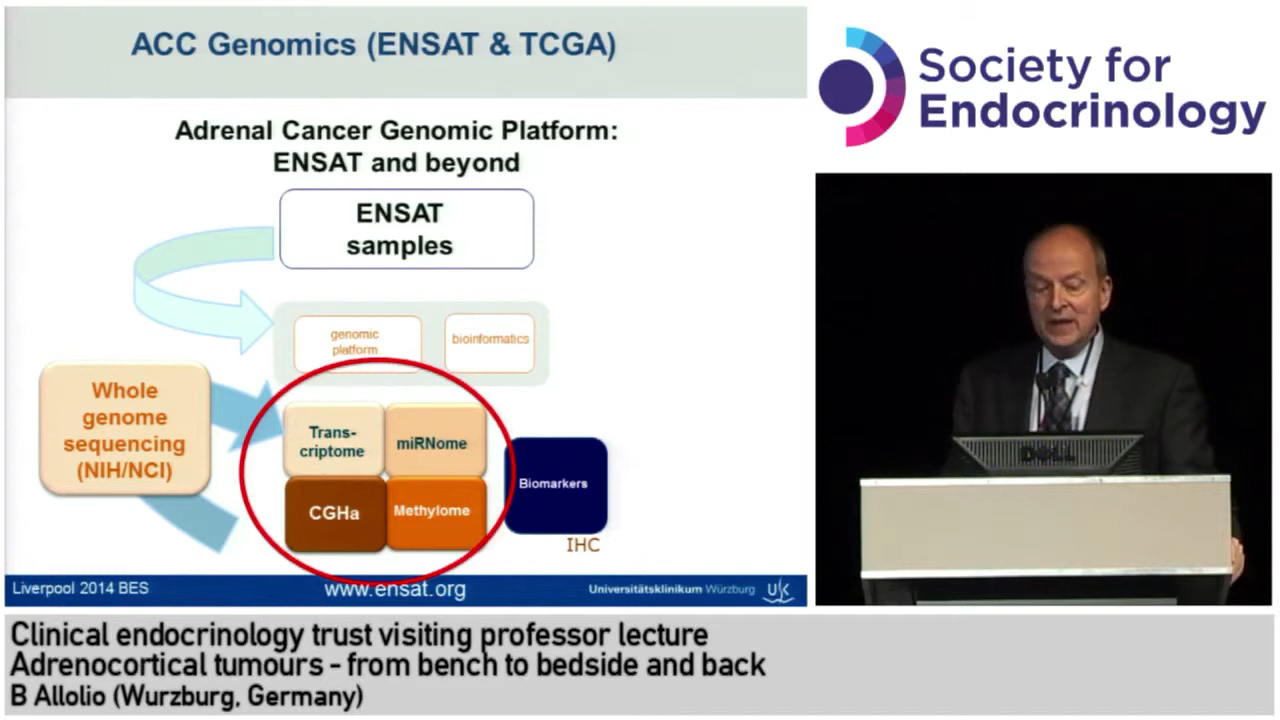 ACC Genomics (ENSAT & TCGA)
Society for
Endocrinology
Adrenal Cancer Genomic Platform:
ENSAT and beyond
ENSAT
samples
genomic
platform
bioinformatics
Whole
genome
sequencing
(NIH/NCI)
Trans-
criptome
miRNome
CGHa
Methylome
Biomarkers
IHC
DELL
Liverpool 2014 BES
www.ensat.org
Universitätsklinikum Würzburg
UK
Clinical endocrinology trust visiting professor lecture
Adrenocortical tumours - from bench to bedside and back
B Allolio (Wurzburg, Germany)